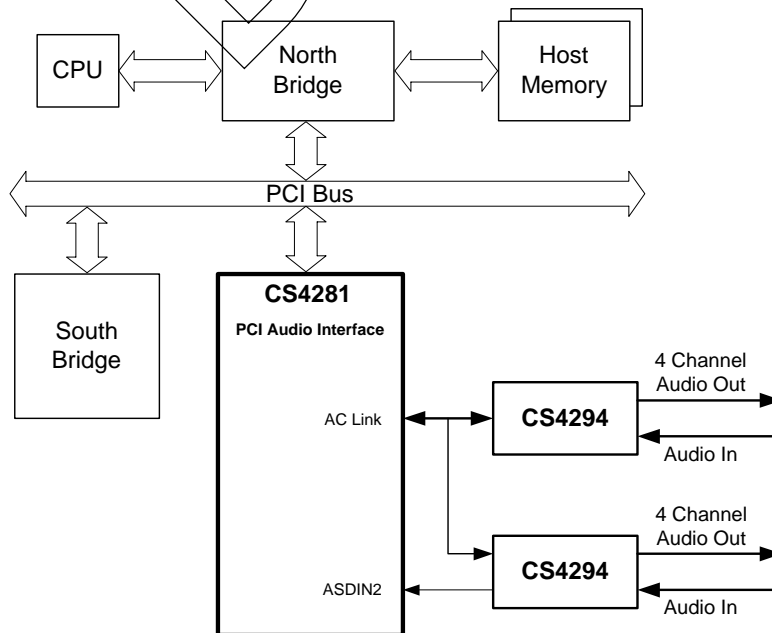 CPU
North
Bridge
Host
Memory
PCI Bus
South
Bridge
CS4281
PCI Audio Interface
AC Link
ASDIN2
CS4294
4 Channel
Audio Out
Audio In
CS4294
4 Channel
Audio Out
Audio In